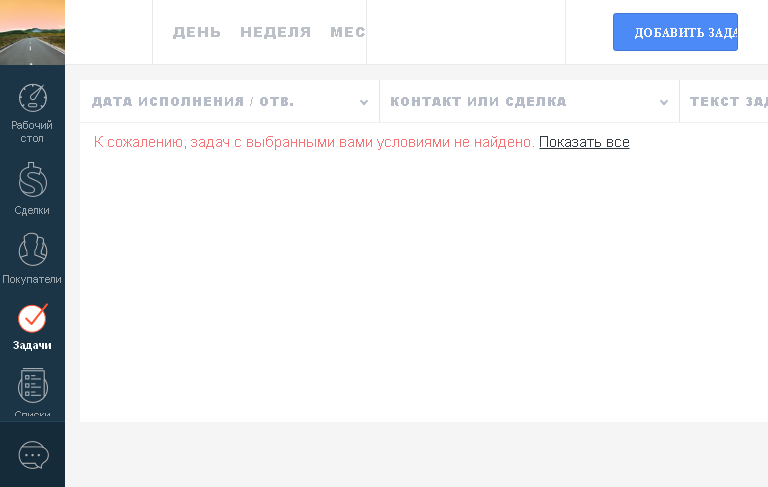 ДЕНЬ НЕДЕЛЯ МЕС
ДОБАВИТЬ ЗАДА
ДАТА ИСПОЛНЕНИЯ / ОТВ. КОНТАКТ ИЛИ СДЕЛКА ТЕКСТ ЗАД
К сожалению, задач с выбранными вами условиями не найдено. Показать все
Рабочий
стол
Сделки
Покупатели
Задачи
Списки